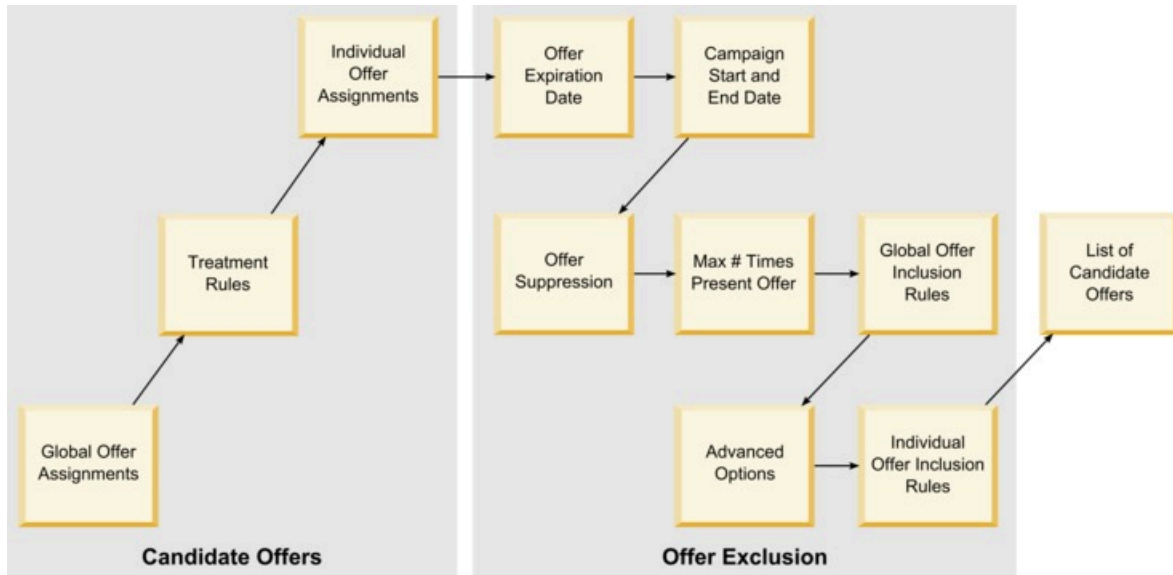 Individual
Offer
Assignments
Offer
Expiration
Date
Campaign
Start and
End Date
Treatment
Rules
Offer
Suppression
Max # Times
Present Offer
Global Offer
Inclusion
Rules
List of
Candidate
Offers
Global Offer
Assignments
Advanced
Options
Individual
Offer Inclusion
Rules
Candidate Offers
Offer Exclusion